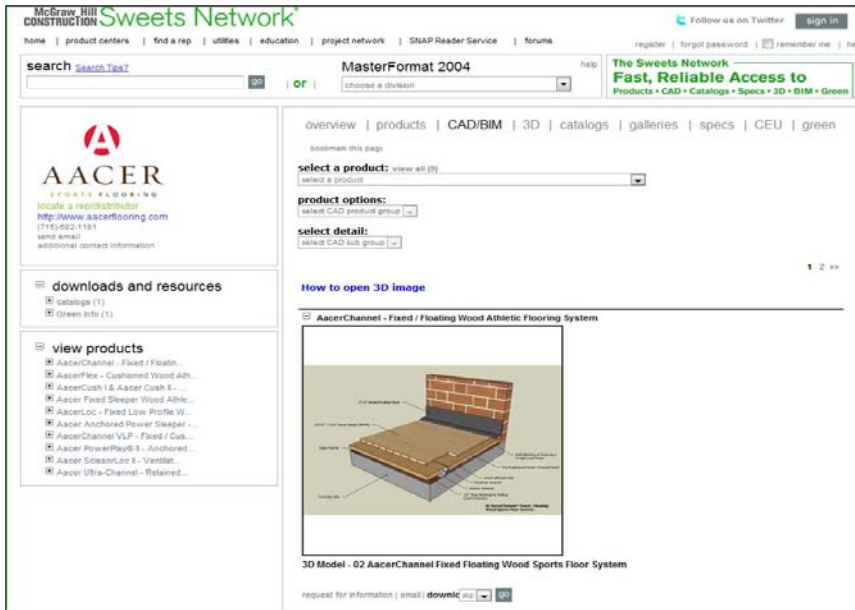 McGraw Hill
CONSTRUCTION Sweets Network
Follow us on Twitter sign in
home | product centers | find a rep | utilities | education | project network | SNAP Reader Service | forums
register | forgot password | remember me | he
search Search Tips?
go
| or |
MasterFormat 2004
help
choose a division
The Sweets Network
Fast, Reliable Access to
Products • CAD • Catalogs • Specs • 3D • BIM • Green
AACER
SPORTS FLOORING
locate a rep/distributor
http://www.aacerflooring.com
(715)-582-1181
send email
additional contact information
downloads and resources
catalogs (1)
Green Info (1)
view products
AacerChannel - Fixed / Floatin...
AacerFlex - Cushioned Wood Ath...
AacerCush I & Aacer Cush II - ...
Aacer Fixed Sleeper Wood Athle...
AacerLoc - Fixed Low Profile W...
Aacer Anchored Power Sleeper -...
AacerChannel VLP - Fixed / Cus...
Aacer PowerPlay® II - Anchored...
Aacer ScissorLoc II - Ventilat...
Aacer Ultra-Channel - Retained...
overview | products | CAD/BIM | 3D | catalogs | galleries | specs | CEU | green
bookmark this page
select a product: view all (9)
select a product
product options:
select CAD product group
select detail:
select CAD sub group
1 2 »»
How to open 3D image
AacerChannel - Fixed / Floating Wood Athletic Flooring System
3D Model - 02 AacerChannel Fixed Floating Wood Sports Floor System
request for information | email | downlo skp go